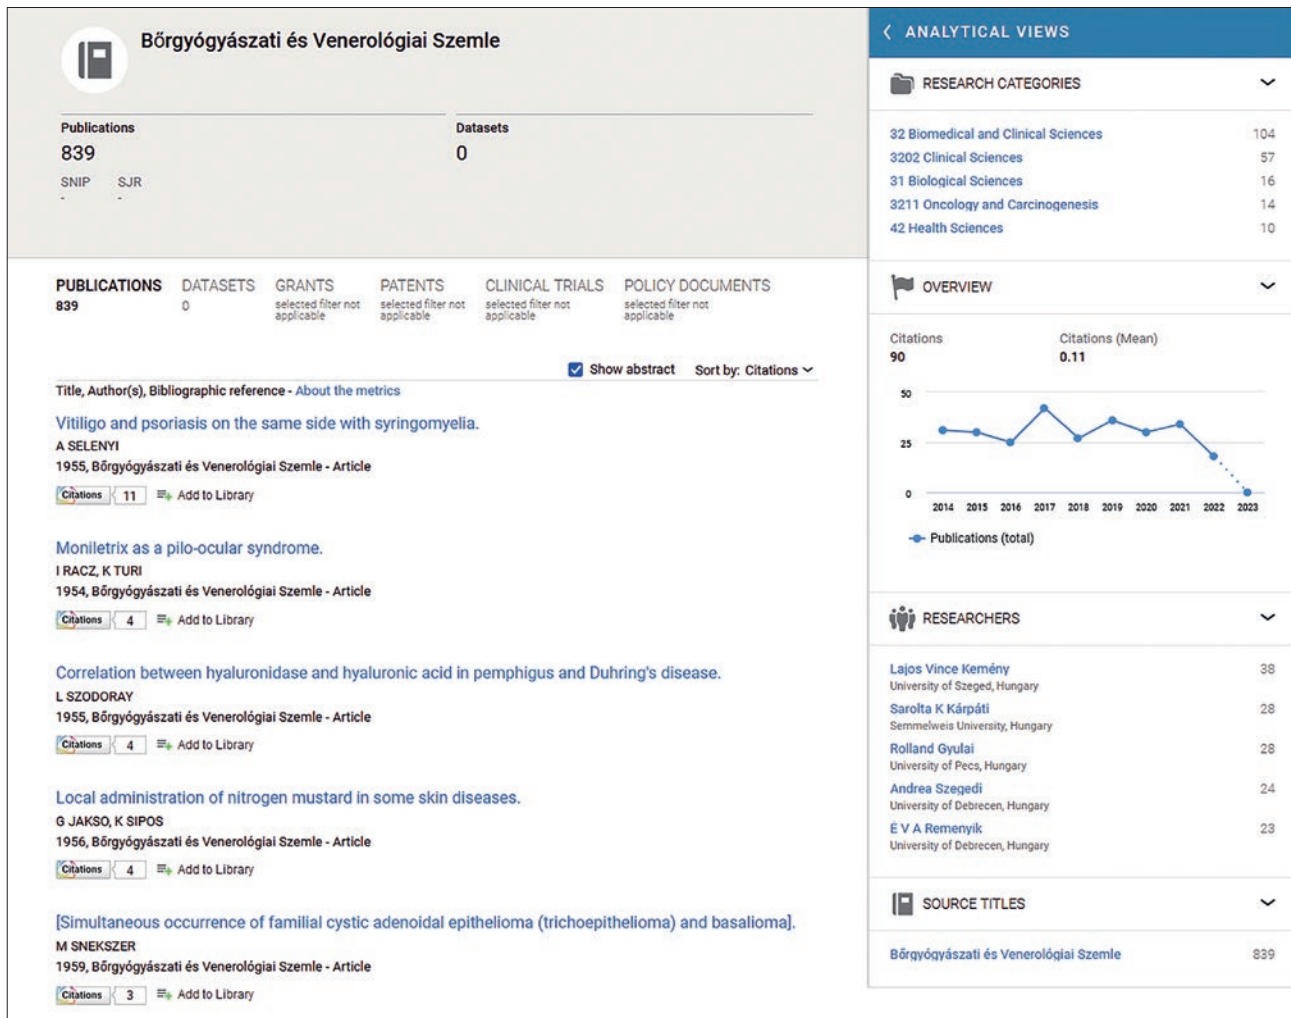 Bőrgyógyászati és Venerológiai Szemle
Publications
839
Datasets
0
SNIP SJR
- -
PUBLICATIONS
839
DATASETS
0
GRANTS
selected filter not
applicable
PATENTS
selected filter not
applicable
CLINICAL TRIALS
selected filter not
applicable
POLICY DOCUMENTS
selected filter not
applicable
Show abstract Sort by: Citations
Title, Author(s), Bibliographic reference - About the metrics
Vitiligo and psoriasis on the same side with syringomyelia.
A SELENYI
1955, Bőrgyógyászati és Venerológiai Szemle - Article
Citations 11 Add to Library
Moniletrix as a pilo-ocular syndrome.
I RACZ, K TURI
1954, Bőrgyógyászati és Venerológiai Szemle - Article
Citations 4 Add to Library
Correlation between hyaluronidase and hyaluronic acid in pemphigus and Duhring's disease.
L SZODORAY
1955, Bőrgyógyászati és Venerológiai Szemle - Article
Citations 4 Add to Library
Local administration of nitrogen mustard in some skin diseases.
G JAKSO, K SIPOS
1956, Bőrgyógyászati és Venerológiai Szemle - Article
Citations 4 Add to Library
[Simultaneous occurrence of familial cystic adenoidal epithelioma (trichoepithelioma) and basalioma].
M SNEKSZER
1959, Bőrgyógyászati és Venerológiai Szemle - Article
Citations 3 Add to Library
ANALYTICAL VIEWS
RESEARCH CATEGORIES
32 Biomedical and Clinical Sciences 104
3202 Clinical Sciences 57
31 Biological Sciences 16
3211 Oncology and Carcinogenesis 14
42 Health Sciences 10
OVERVIEW
Citations Citations (Mean)
90 0.11
50
25
0
2014 2015 2016 2017 2018 2019 2020 2021 2022 2023
Publications (total)
RESEARCHERS
Lajos Vince Kemény 38
University of Szeged, Hungary
Sarolta K Kárpáti 28
Semmelweis University, Hungary
Rolland Gyulai 28
University of Pecs, Hungary
Andrea Szegedi 24
University of Debrecen, Hungary
É V A Remenyik 23
University of Debrecen, Hungary
SOURCE TITLES
Bőrgyógyászati és Venerológiai Szemle 839